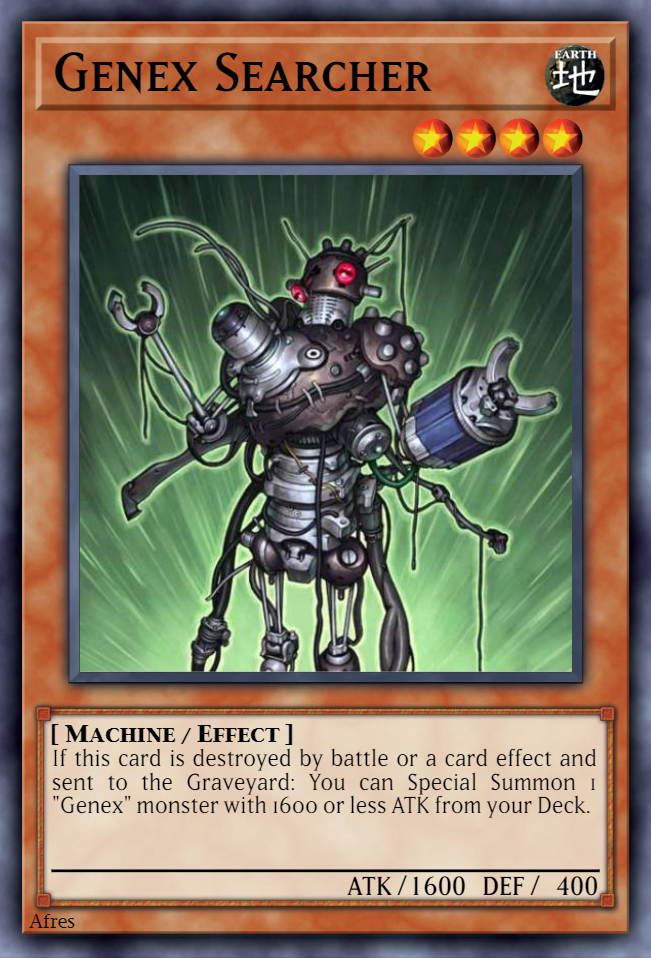 Genex Searcher
EARTH
地
[ Machine / Effect ]
If this card is destroyed by battle or a card effect and
sent to the Graveyard: You can Special Summon 1
"Genex" monster with 1600 or less ATK from your Deck.
ATK / 1600 DEF / 400
Afres